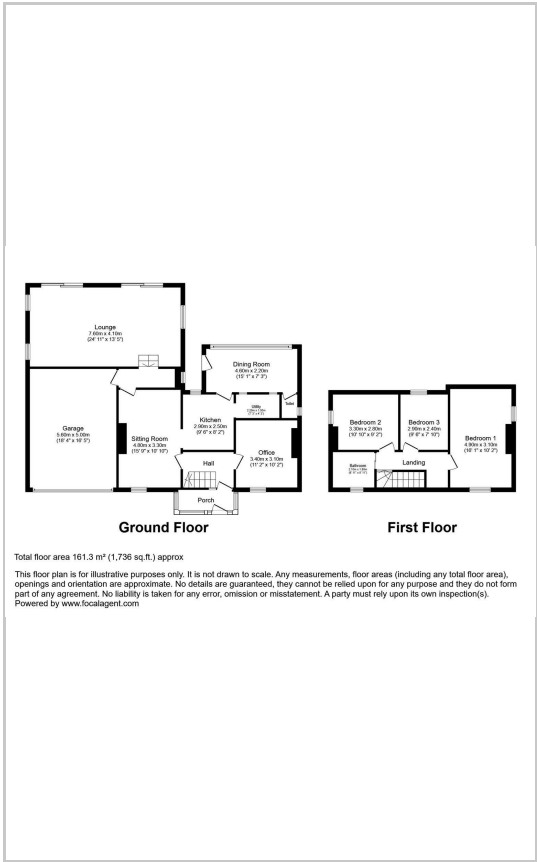 Lounge
7.60m x 4.10m
(24' 11" x 13' 5")
Dining Room
4.60m x 2.20m
(15' 1" x 7' 3")
Utility
Toilet
Kitchen
2.90m x 2.50m
(9' 6" x 8' 2")
Garage
5.60m x 5.00m
(18' 4" x 16' 5")
Sitting Room
4.80m x 3.30m
(15' 9" x 10' 10")
Hall
Office
3.40m x 3.10m
(11' 2" x 10' 2")
Porch
Ground Floor
Bedroom 2
3.30m x 2.80m
(10' 10" x 9' 2")
Bedroom 3
2.90m x 2.40m
(9' 6" x 7' 10")
Bedroom 1
4.90m x 3.10m
(16' 1" x 10' 2")
Bathroom
Landing
First Floor
Total floor area 161.3 m² (1,736 sq.ft.) approx
This floor plan is for illustrative purposes only. It is not drawn to scale. Any measurements, floor areas (including any total floor area),
openings and orientation are approximate. No details are guaranteed, they cannot be relied upon for any purpose and they do not form
part of any agreement. No liability is taken for any error, omission or misstatement. A party must rely upon its own inspection(s).
Powered by www.focalagent.com